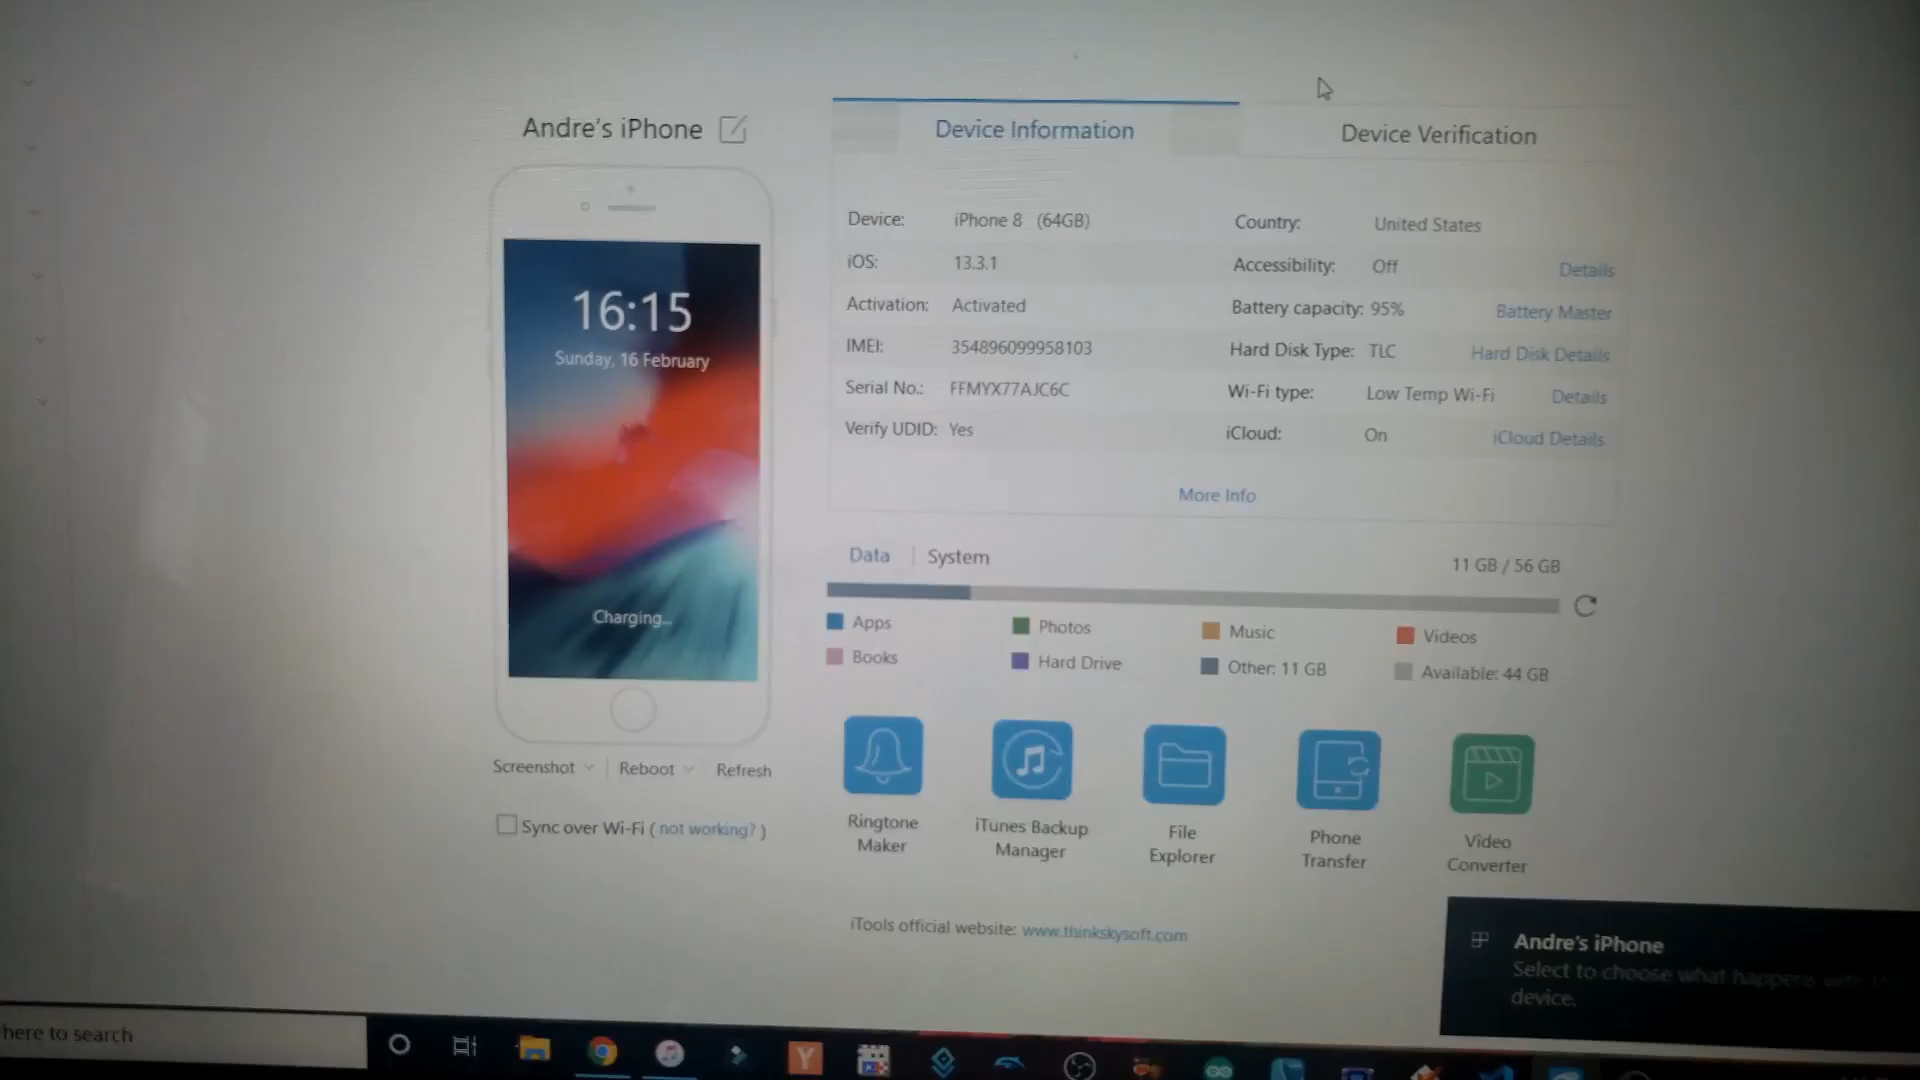 Andre's iPhone
Device Information
Device Verification
16:15
Sunday, 16 February
Charging...
Device: iPhone 8 (64GB)
Country: United States
iOS: 13.3.1
Accessibility: Off Details
Activation: Activated
Battery capacity: 95% Battery Master
IMEI: 354896099958103
Hard Disk Type: TLC Hard Disk Details
Serial No.: FFMYX77AJC6C
Wi-Fi type: Low Temp Wi-Fi Details
Verify UDID: Yes
iCloud: On iCloud Details
More Info
Data | System
11 GB / 56 GB
Apps Photos Music Videos
Books Hard Drive Other: 11 GB Available: 44 GB
Screenshot | Reboot | Refresh
Sync over Wi-Fi ( not working? )
Ringtone
Maker
iTunes Backup
Manager
File
Explorer
Phone
Transfer
Video
Converter
iTools official website: www.thinkskysoft.com
Andre's iPhone
Select to choose what happens with
device.
here to search
Y